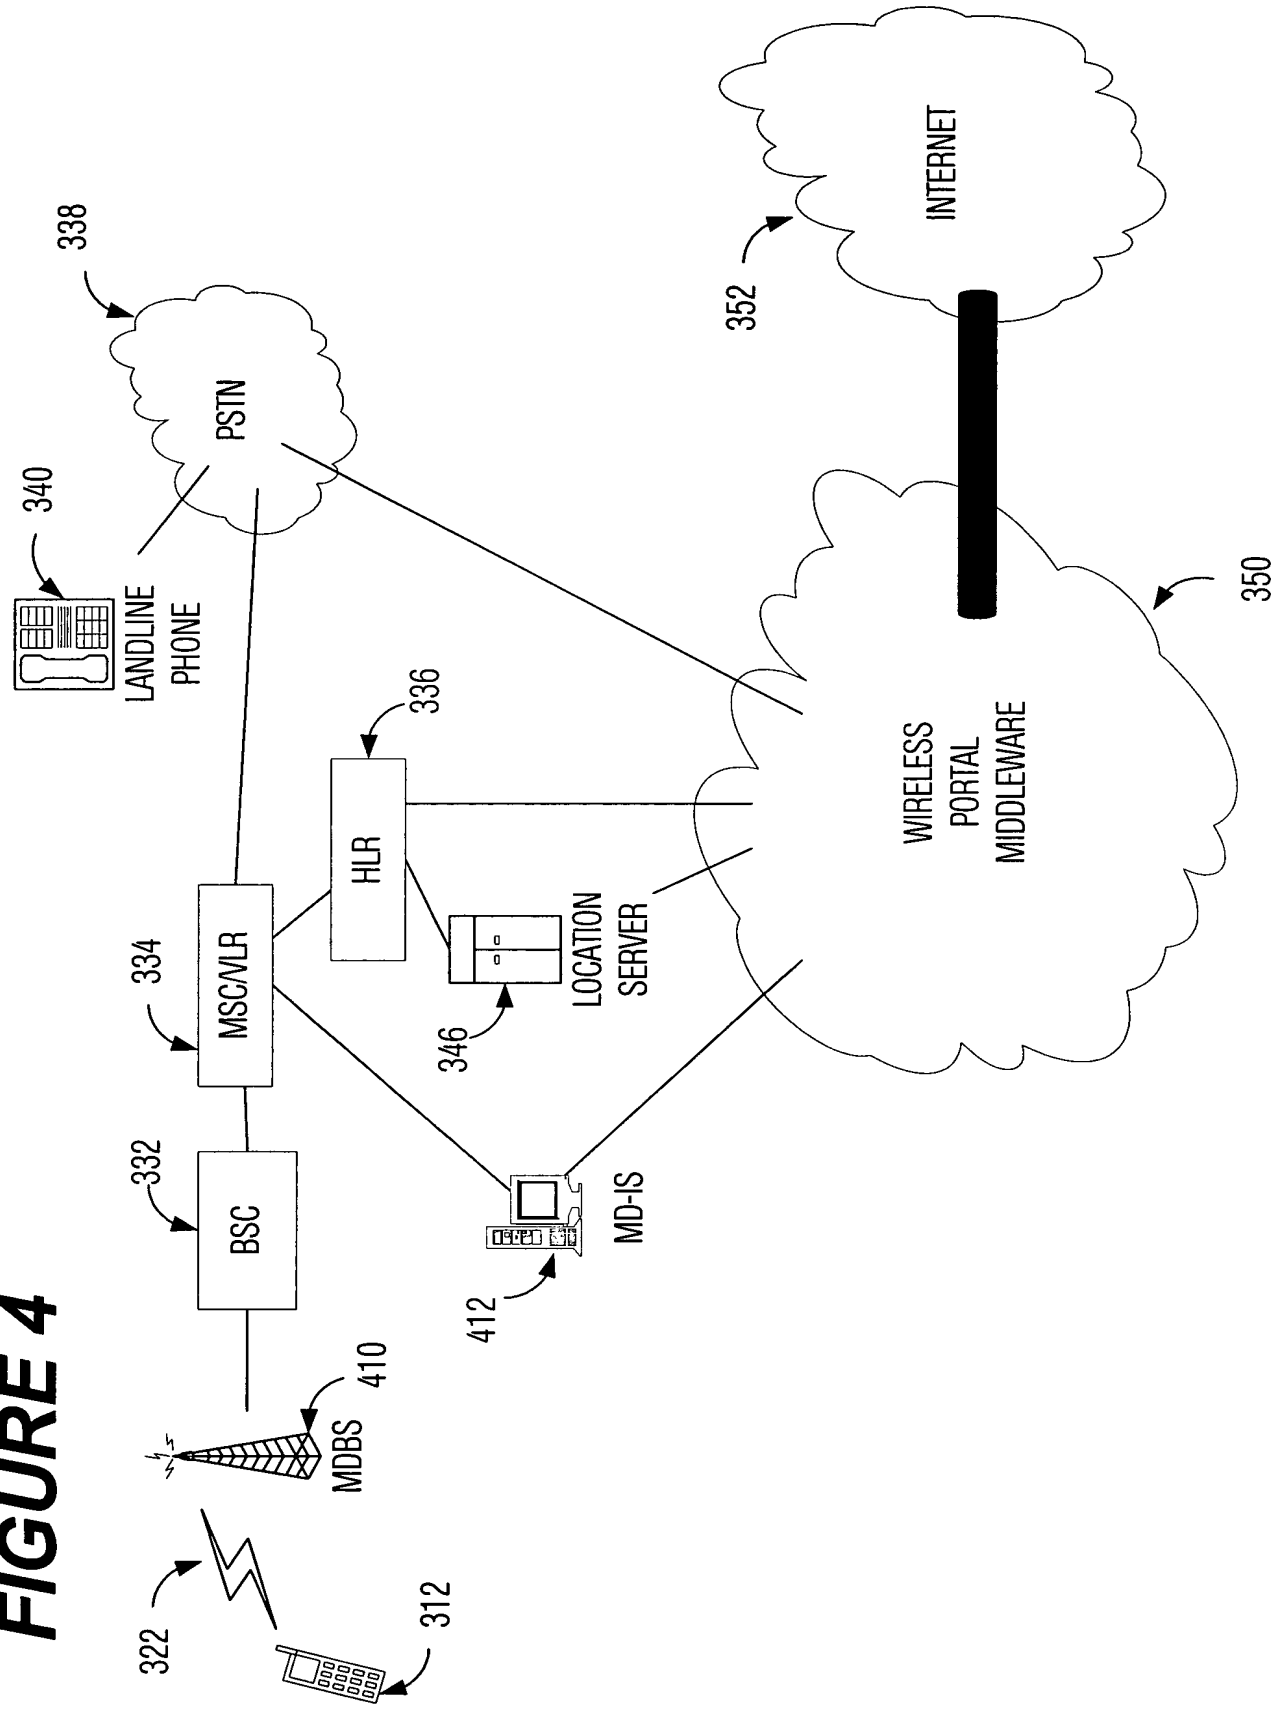 FIGURE 4
322
312
MDBS
410
332
BSC
334
MSC/VLR
340
LANDLINE
PHONE
338
PSTN
336
HLR
346
LOCATION
SERVER
412
MD-IS
WIRELESS
PORTAL
MIDDLEWARE
350
352
INTERNET